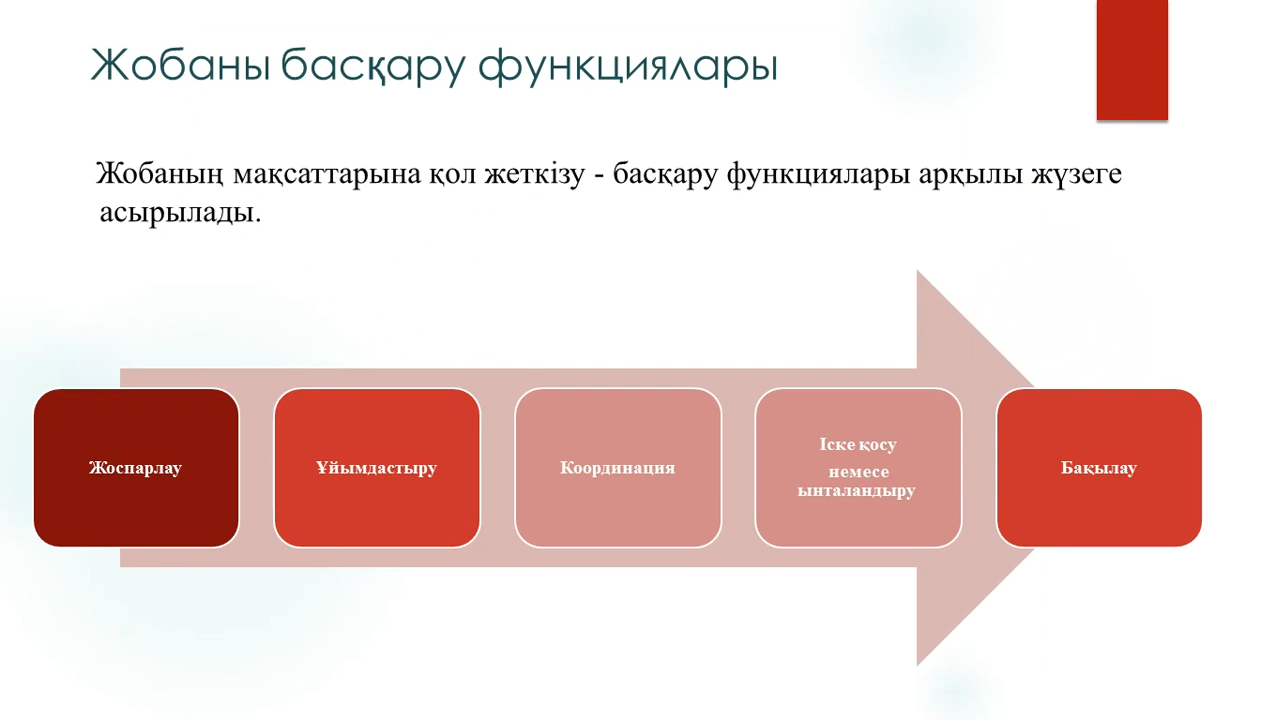 Жобаны басқару функциялары
Жобаның мақсаттарына қол жеткізу - басқару функциялары арқылы жүзеге
асырылады.
Жоспарлау
Ұйымдастыру
Координация
Іске қосу
немесе
ынталандыру
Бақылау